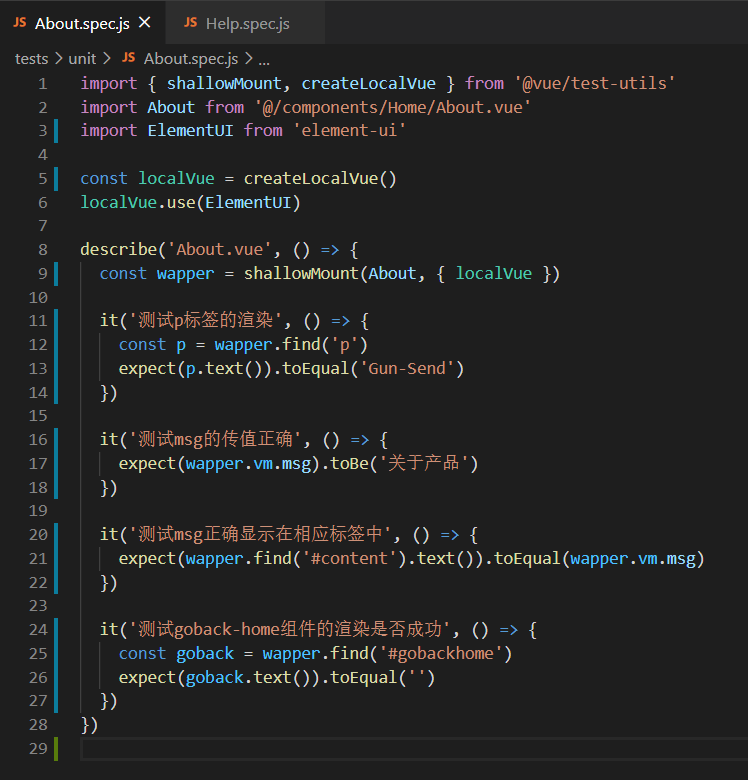 JS About.spec.js ×
JS Help.spec.js
tests > unit > JS About.spec.js > ...
1 import { shallowMount, createLocalVue } from '@vue/test-utils'
2 import About from '@/components/Home/About.vue'
3 import ElementUI from 'element-ui'
4
5 const localVue = createLocalVue()
6 localVue.use(ElementUI)
7
8 describe('About.vue', () => {
9   const wapper = shallowMount(About, { localVue })
10
11   it('测试p标签的渲染', () => {
12     const p = wapper.find('p')
13     expect(p.text()).toEqual('Gun-Send')
14   })
15
16   it('测试msg的传值正确', () => {
17     expect(wapper.vm.msg).toBe('关于产品')
18   })
19
20   it('测试msg正确显示在相应标签中', () => {
21     expect(wapper.find('#content').text()).toEqual(wapper.vm.msg)
22   })
23
24   it('测试goback-home组件的渲染是否成功', () => {
25     const goback = wapper.find('#gobackhome')
26     expect(goback.text()).toEqual('')
27   })
28 })
29